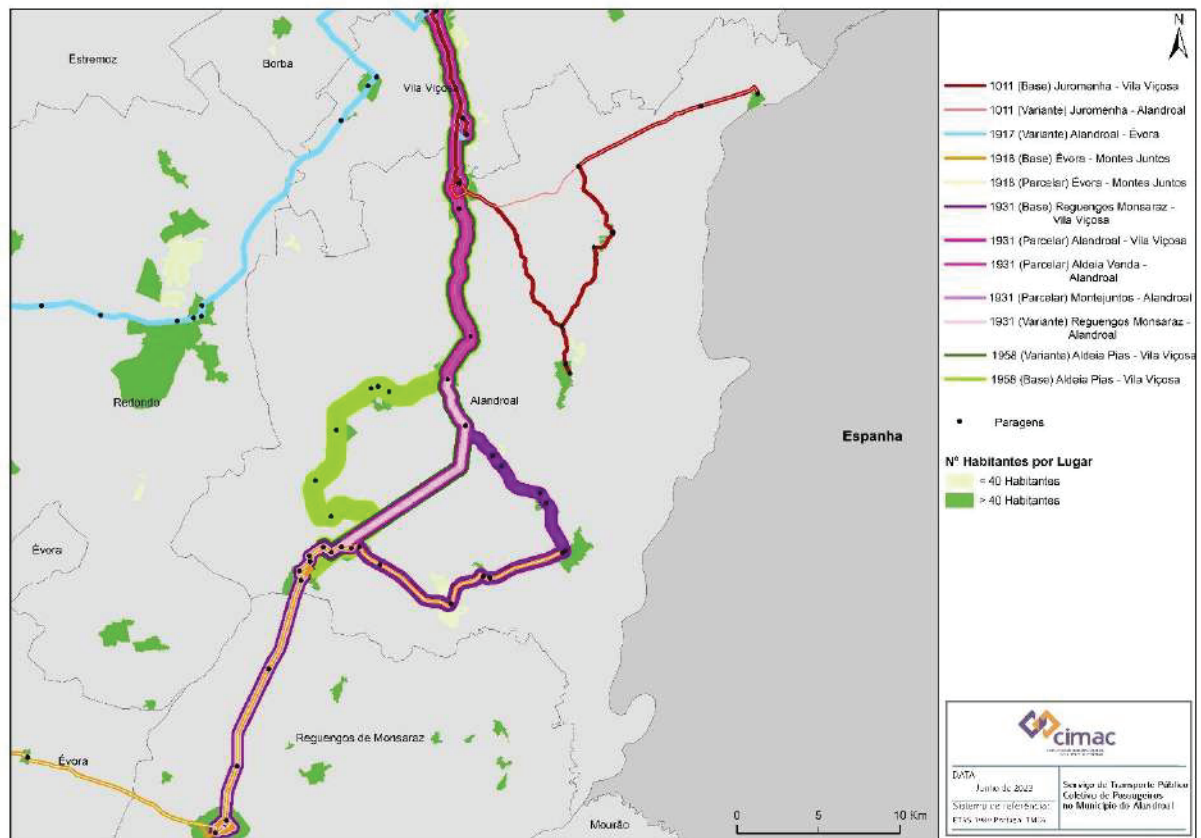 Estremoz
Borba
Vila Viçosa
Redondo
Alandroal
Espanha
Évora
Reguengos de Monsaraz
Évora
Mourão
0 5 10 Km
N
1011 (Base) Juromenha - Vila Viçosa
1011 (Variante) Juromenha - Alandroal
1917 (Variante) Alandroal - Évora
1918 (Base) Évora - Montes Juntos
1918 (Parcelar) Évora - Montes Juntos
1931 (Base) Reguengos Monsaraz -
Vila Viçosa
1931 (Parcelar) Alandroal - Vila Viçosa
1931 (Parcelar) Aldeia Venda -
Alandroal
1931 (Parcelar) Montejuntos - Alandroal
1931 (Variante) Reguengos Monsaraz -
Alandroal
1958 (Variante) Aldeia Pias - Vila Viçosa
1958 (Base) Aldeia Pias - Vila Viçosa
Paragens
Nº Habitantes por Lugar
< 40 Habitantes
> 40 Habitantes
cimac
DATA
Junho de 2023
Sistema de referência:
Serviço de Transporte Público
Coletivo de Passageiros
no Município do Alandroal